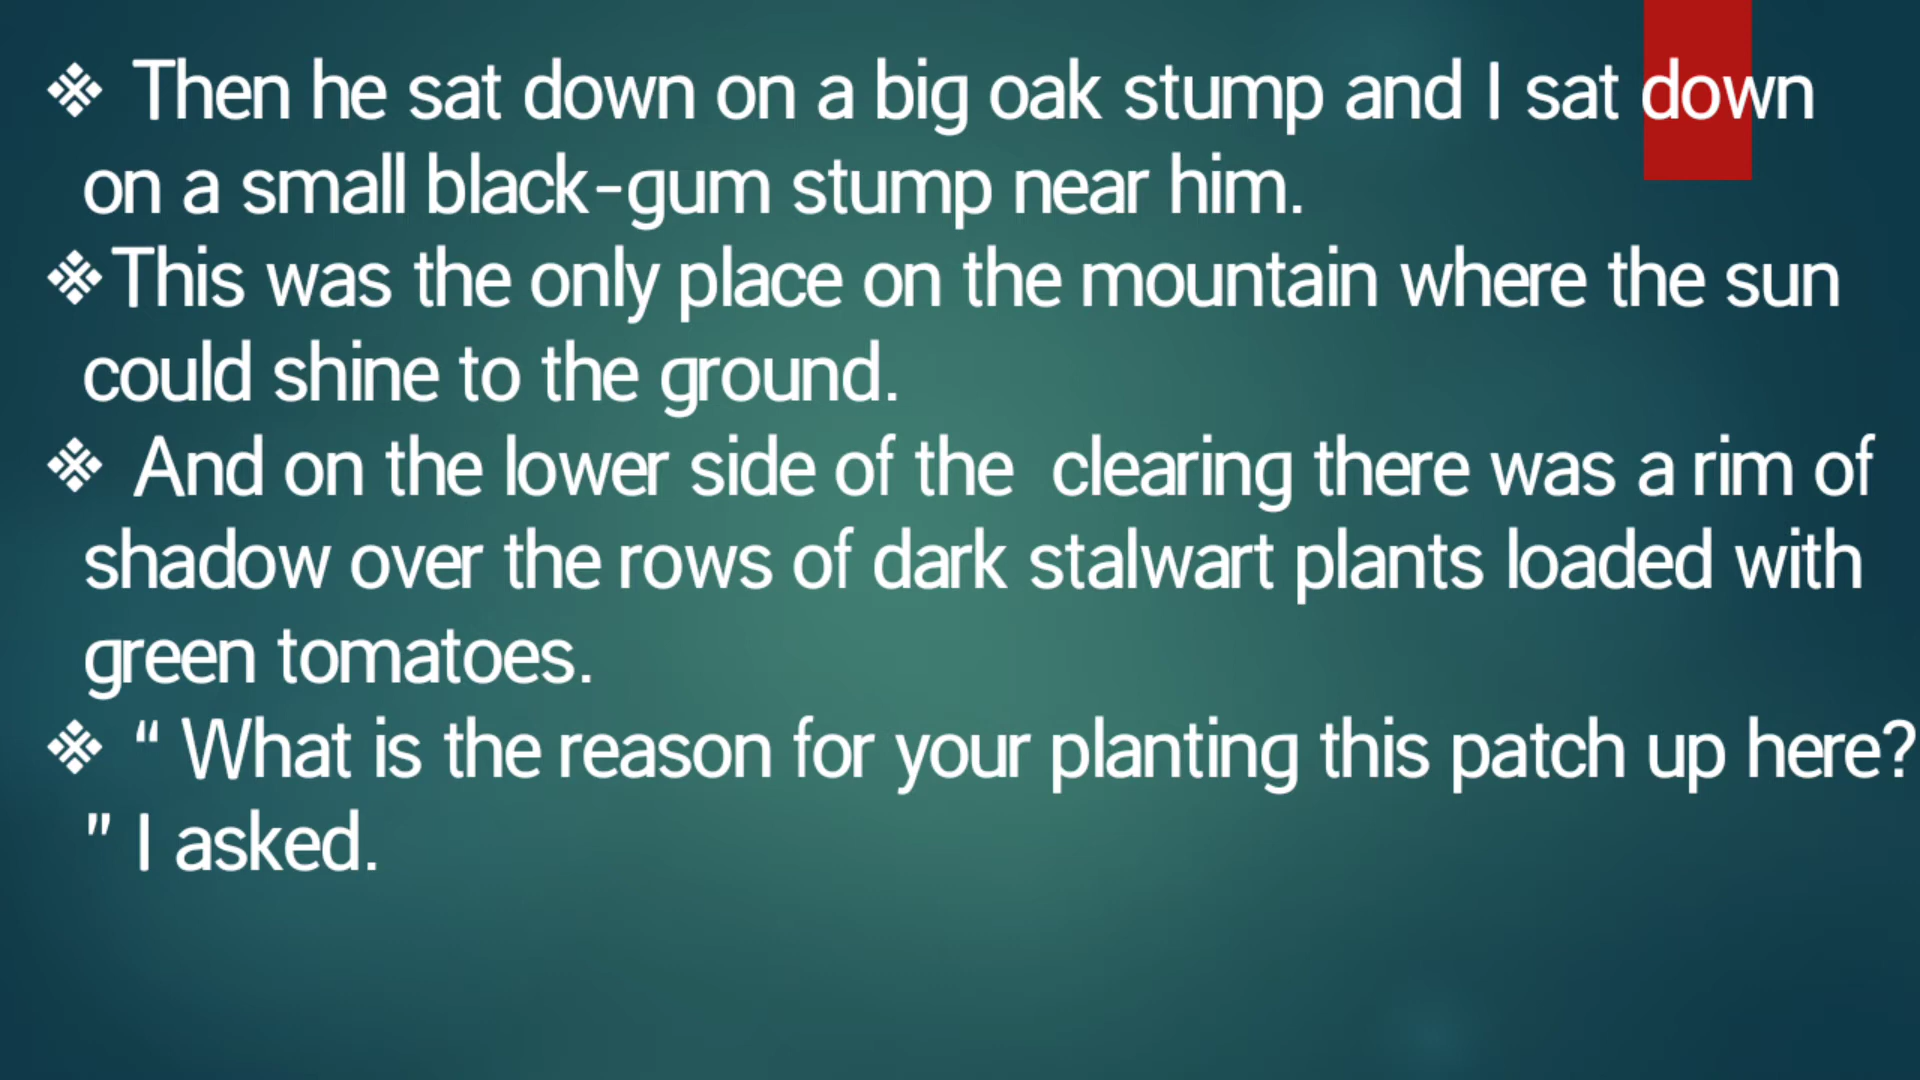 ❖ Then he sat down on a big oak stump and I sat down
on a small black-gum stump near him.
❖ This was the only place on the mountain where the sun
could shine to the ground.
❖ And on the lower side of the clearing there was a rim of
shadow over the rows of dark stalwart plants loaded with
green tomatoes.
❖ “ What is the reason for your planting this patch up here?
” I asked.